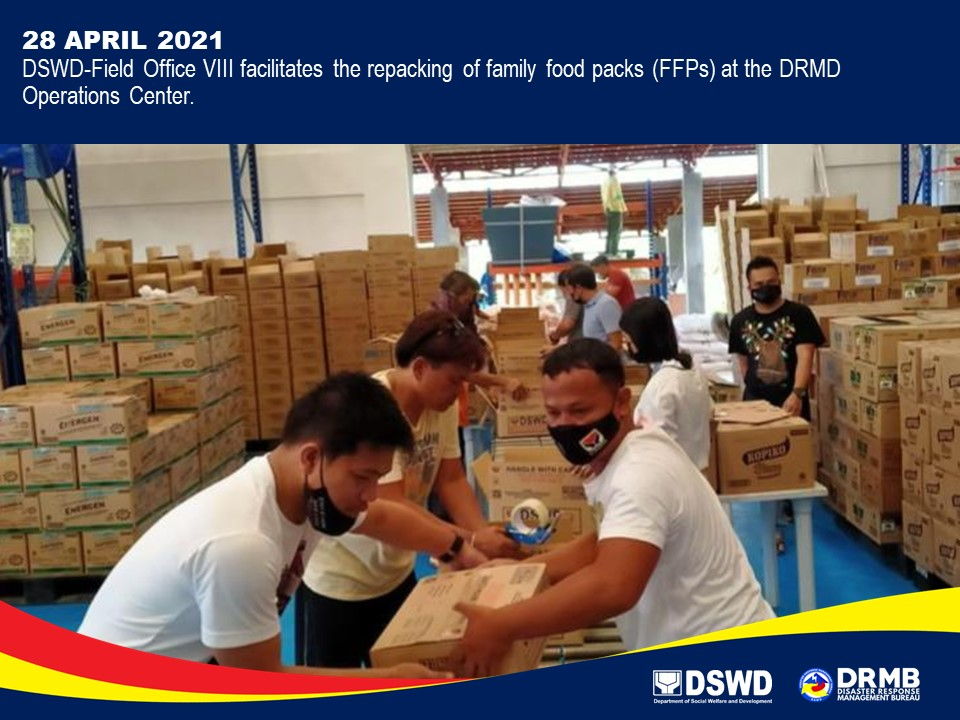 28 APRIL 2021
DSWD-Field Office VIII facilitates the repacking of family food packs (FFPs) at the DRMD
Operations Center.
ENERGEN
ENERGEN
ENERGEN
ENERGEN
DSWD
HANDLE WITH CARE
KOPIKO
DSWD
Department of Social Welfare and Development
DRMB
DISASTER RESPONSE
MANAGEMENT BUREAU